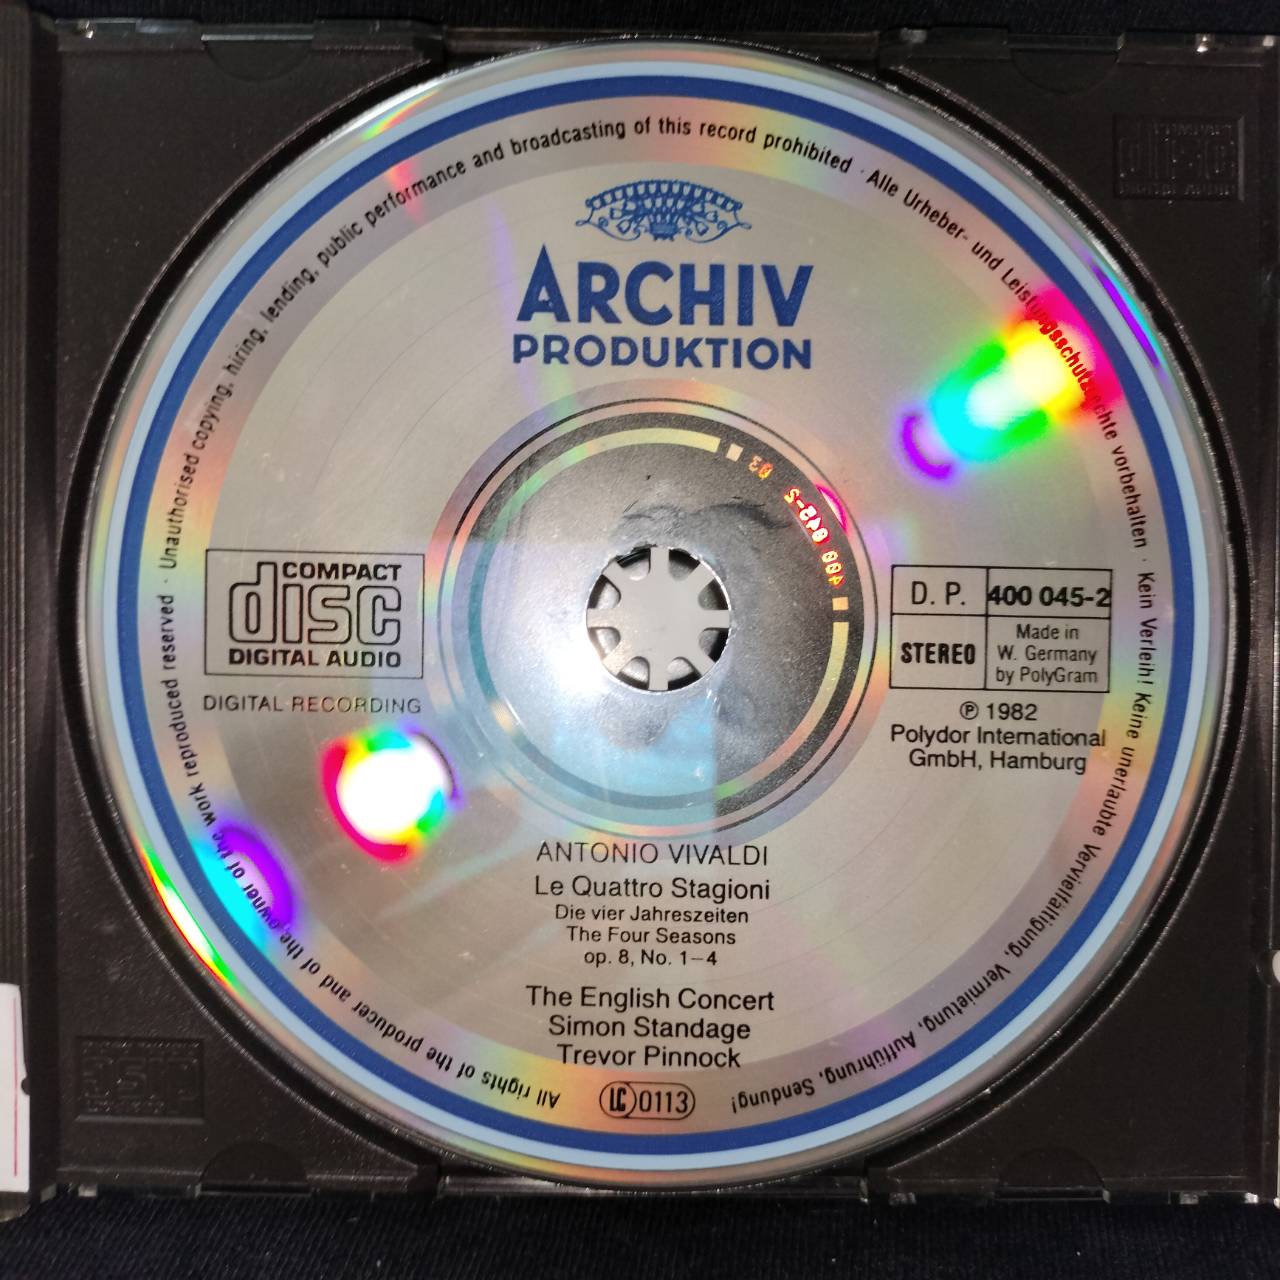 All rights of the producer and of the owner of the work reproduced reserved · Unauthorised copying, hiring, lending, public performance and broadcasting of this record prohibited · Alle Urheber- und Leistungsschutzrechte vorbehalten · Kein Verleih! Keine unerlaubte Vervielfältigung, Vermietung, Aufführung, Sendung!
ARCHIV
PRODUKTION
03
400 045-2
COMPACT
disc
DIGITAL AUDIO
DIGITAL RECORDING
D. P. 400 045-2
STEREO
Made in
W. Germany
by PolyGram
℗ 1982
Polydor International
GmbH, Hamburg
ANTONIO VIVALDI
Le Quattro Stagioni
Die vier Jahreszeiten
The Four Seasons
op. 8, No. 1–4
The English Concert
Simon Standage
Trevor Pinnock
LC 0113